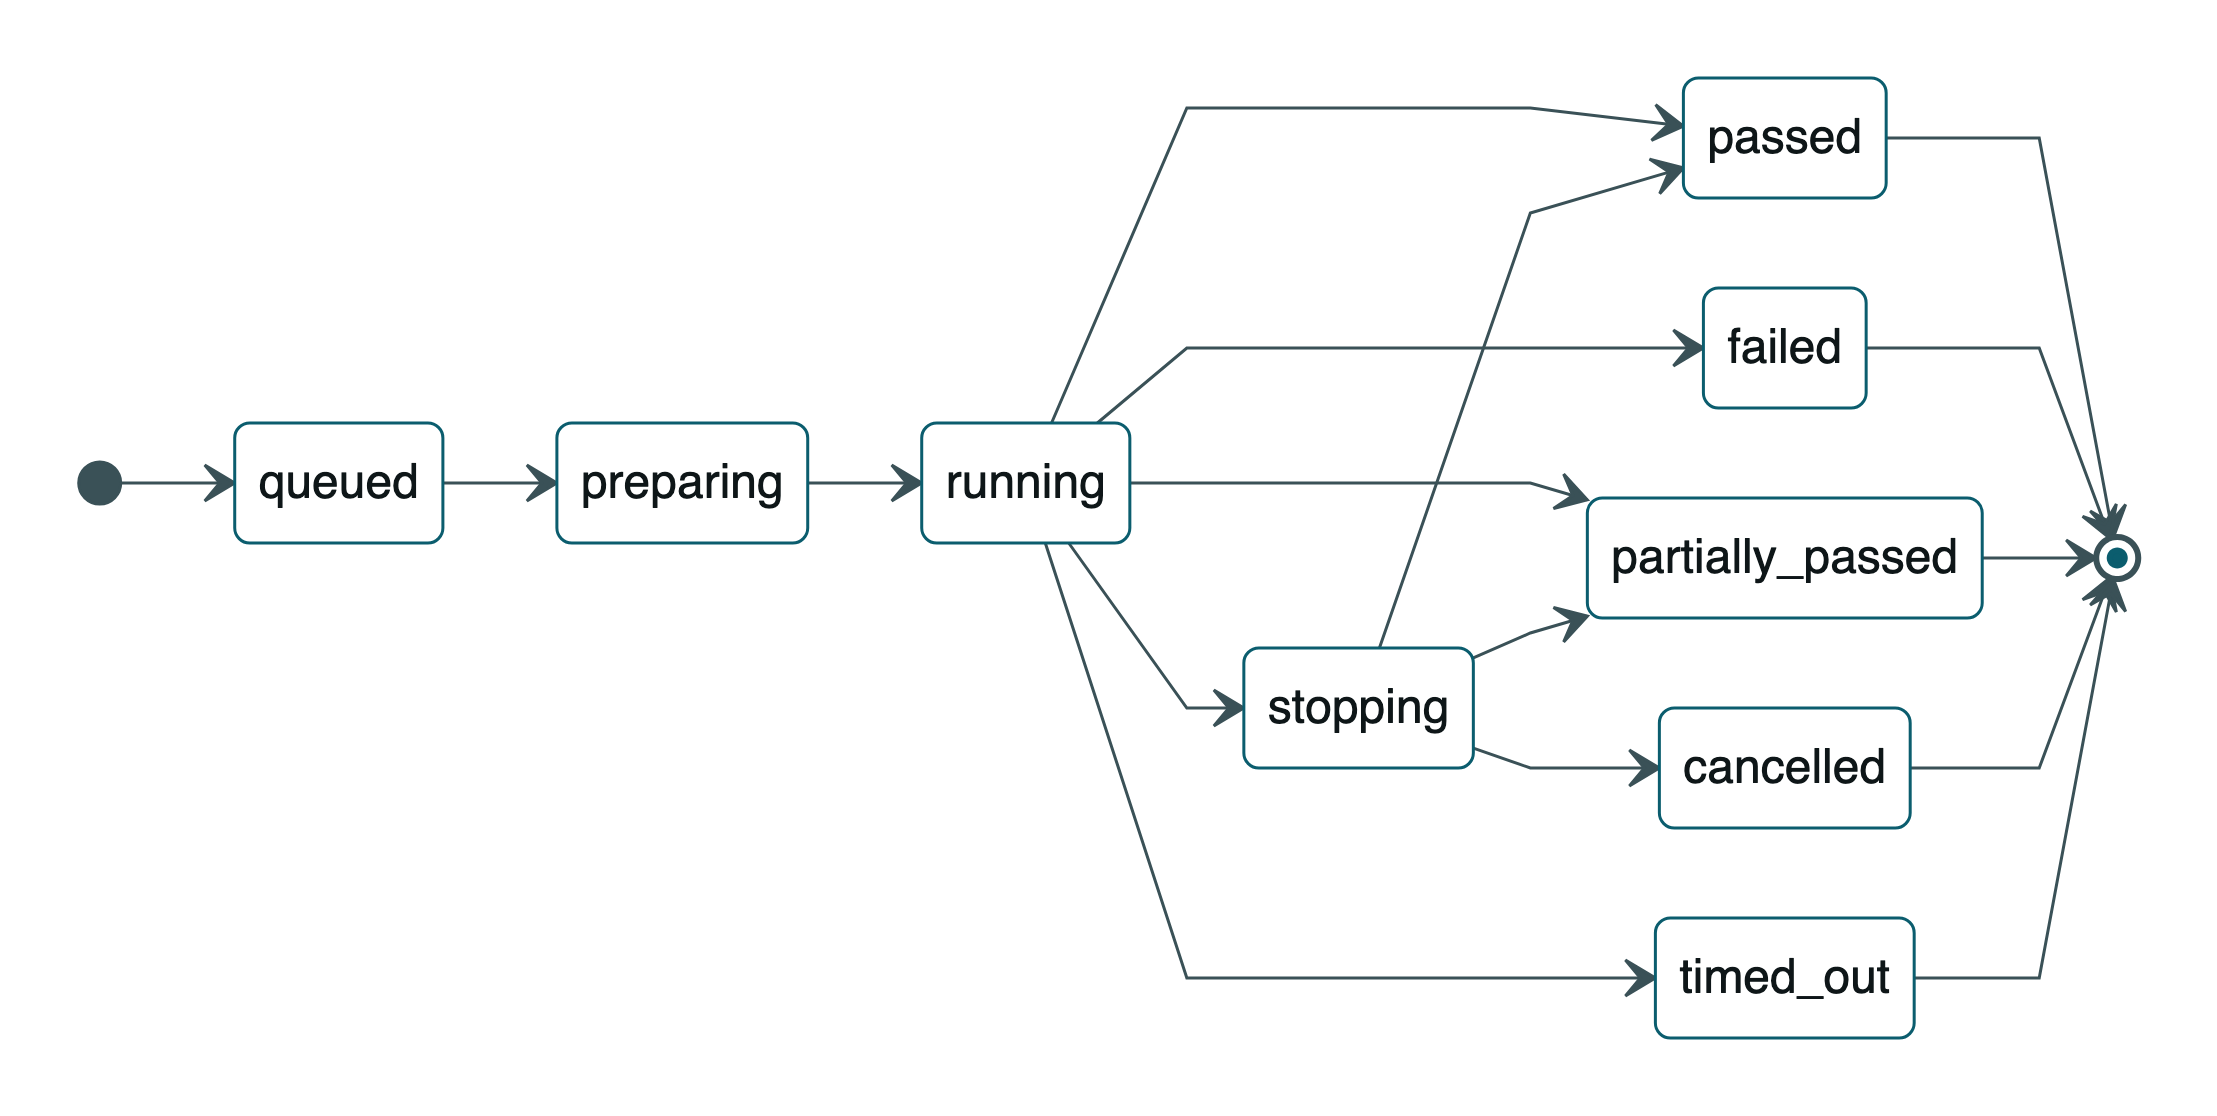 queued
preparing
running
stopping
passed
failed
partially_passed
cancelled
timed_out